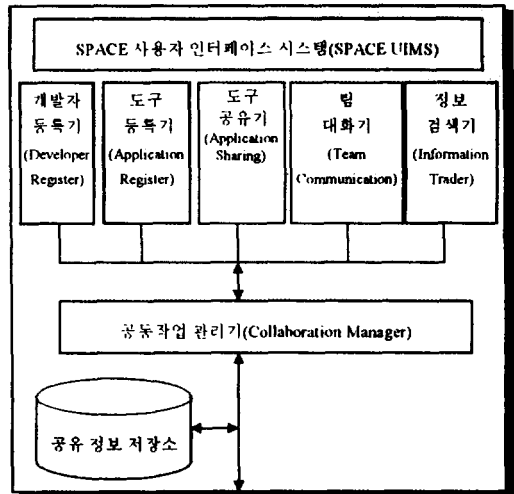 SPACE 사용자 인터페이스 시스템(SPACE UIMS)
개발자
등록기
(Developer
Register)
도구
등록기
(Application
Register)
도구
공유기
(Application
Sharing)
팀
대화기
(Team
Communication)
정보
검색기
(Information
Trader)
공동작업 관리기(Collaboration Manager)
공유 정보 저장소